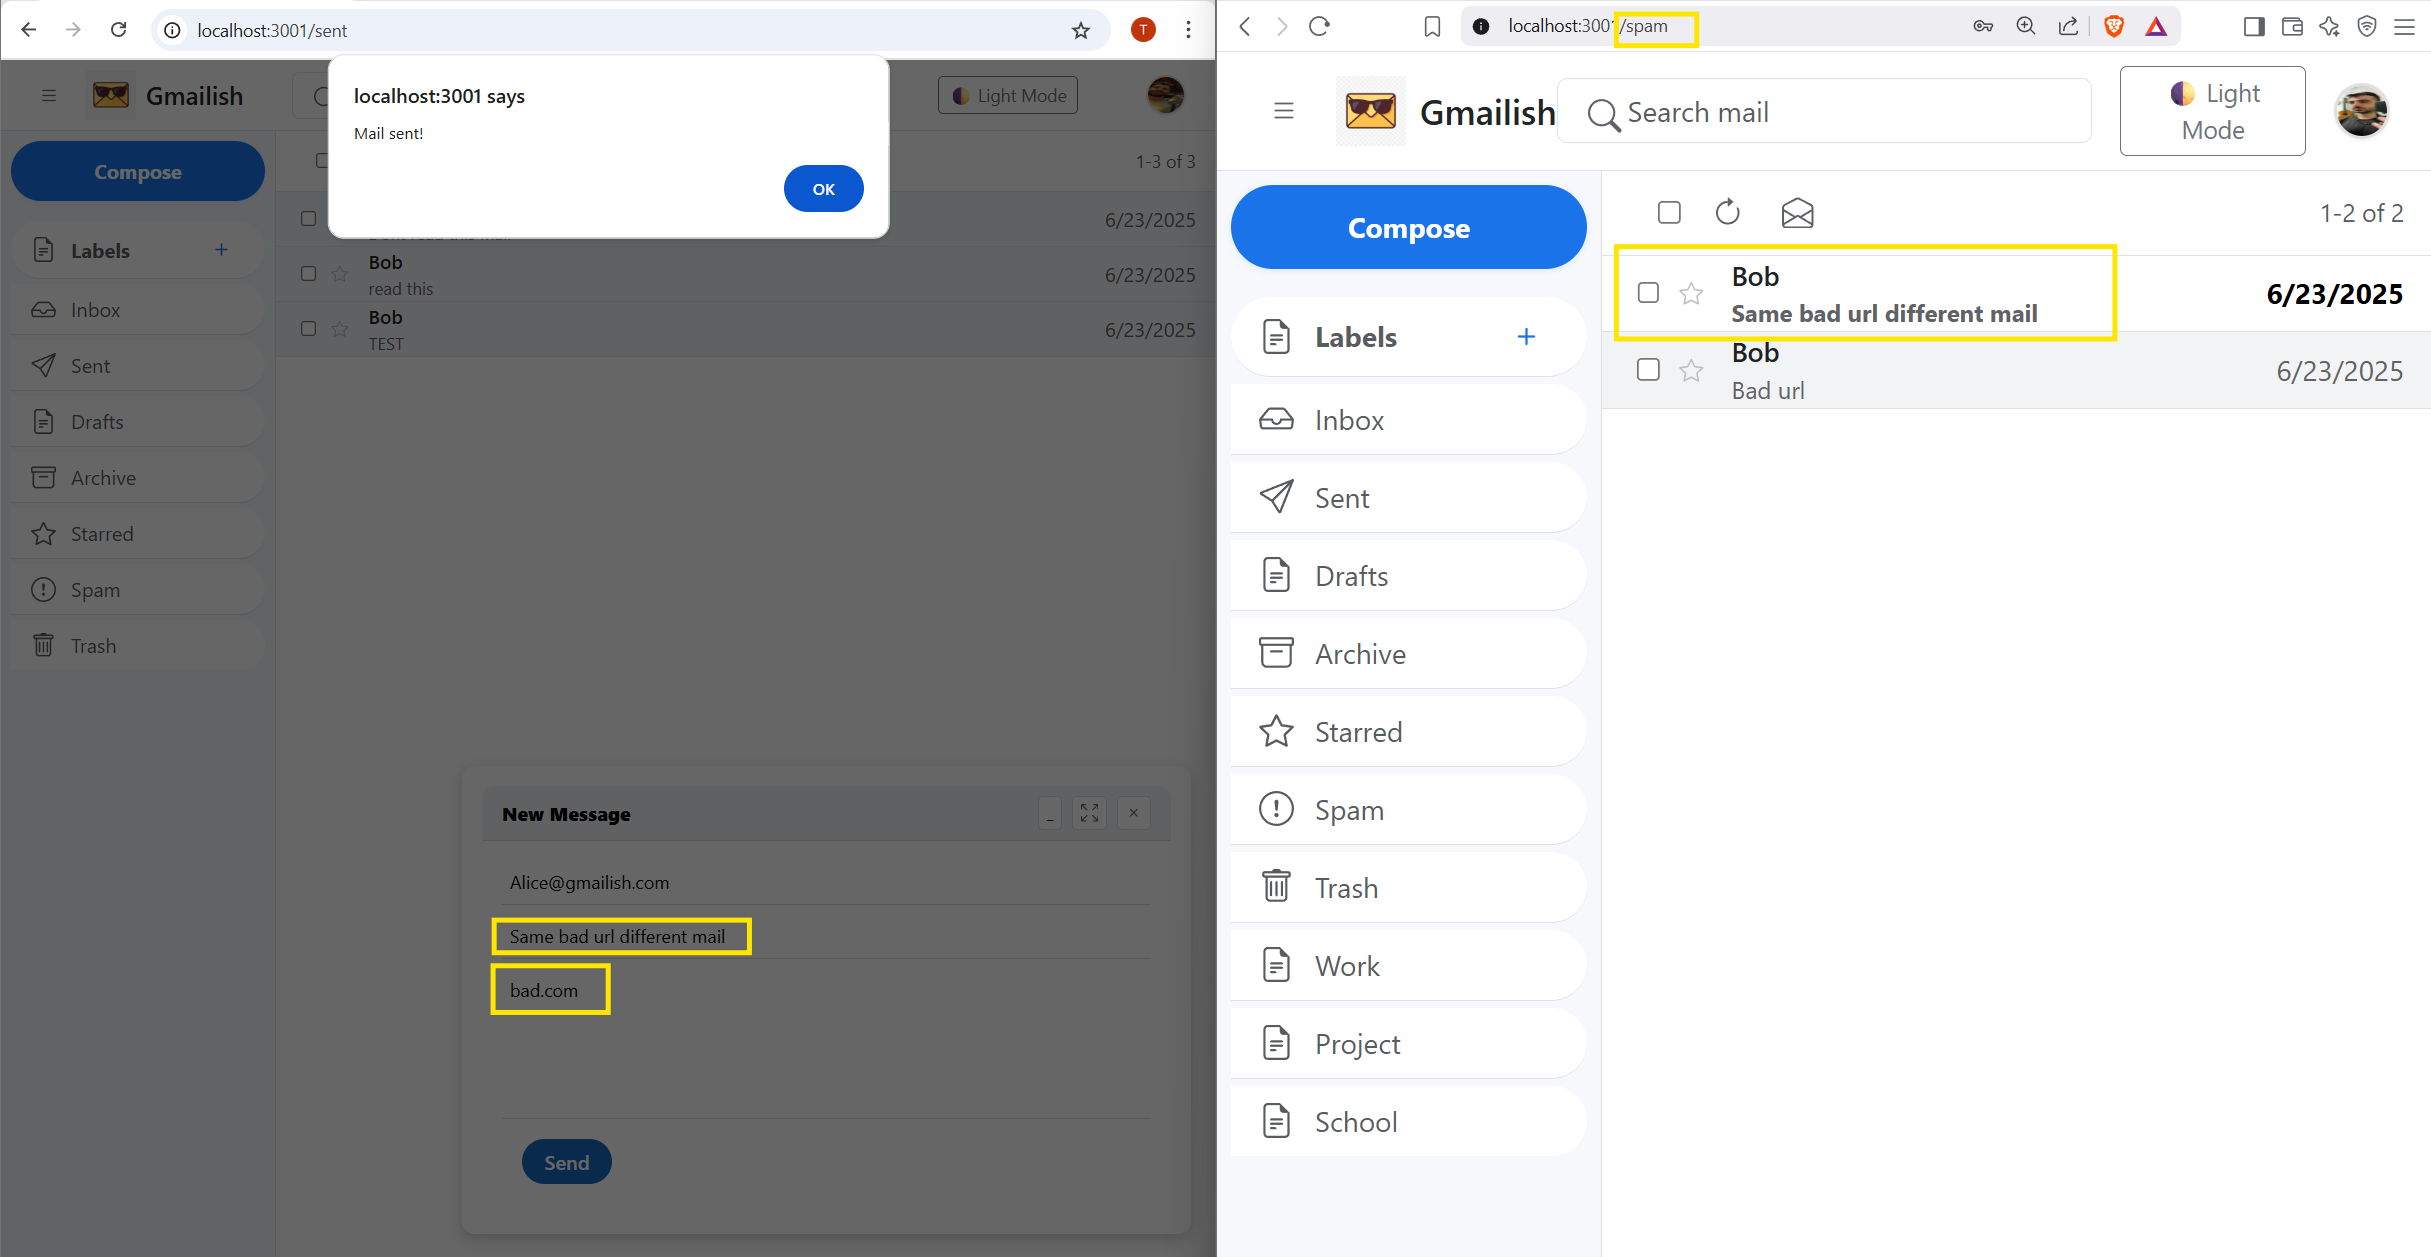 localhost:3001/sent
T
localhost:3001 says
Mail sent!
OK
Gmailish
Light Mode
Compose
1-3 of 3
Labels +
Inbox
Sent
Drafts
Archive
Starred
Spam
Trash
6/23/2025
Bob
read this
6/23/2025
Bob
TEST
6/23/2025
New Message
Alice@gmailish.com
Same bad url different mail
bad.com
Send
localhost:3001/spam
Gmailish
Search mail
Light
Mode
Compose
1-2 of 2
Labels +
Inbox
Sent
Drafts
Archive
Starred
Spam
Trash
Work
Project
School
Bob
Same bad url different mail
6/23/2025
Bob
Bad url
6/23/2025